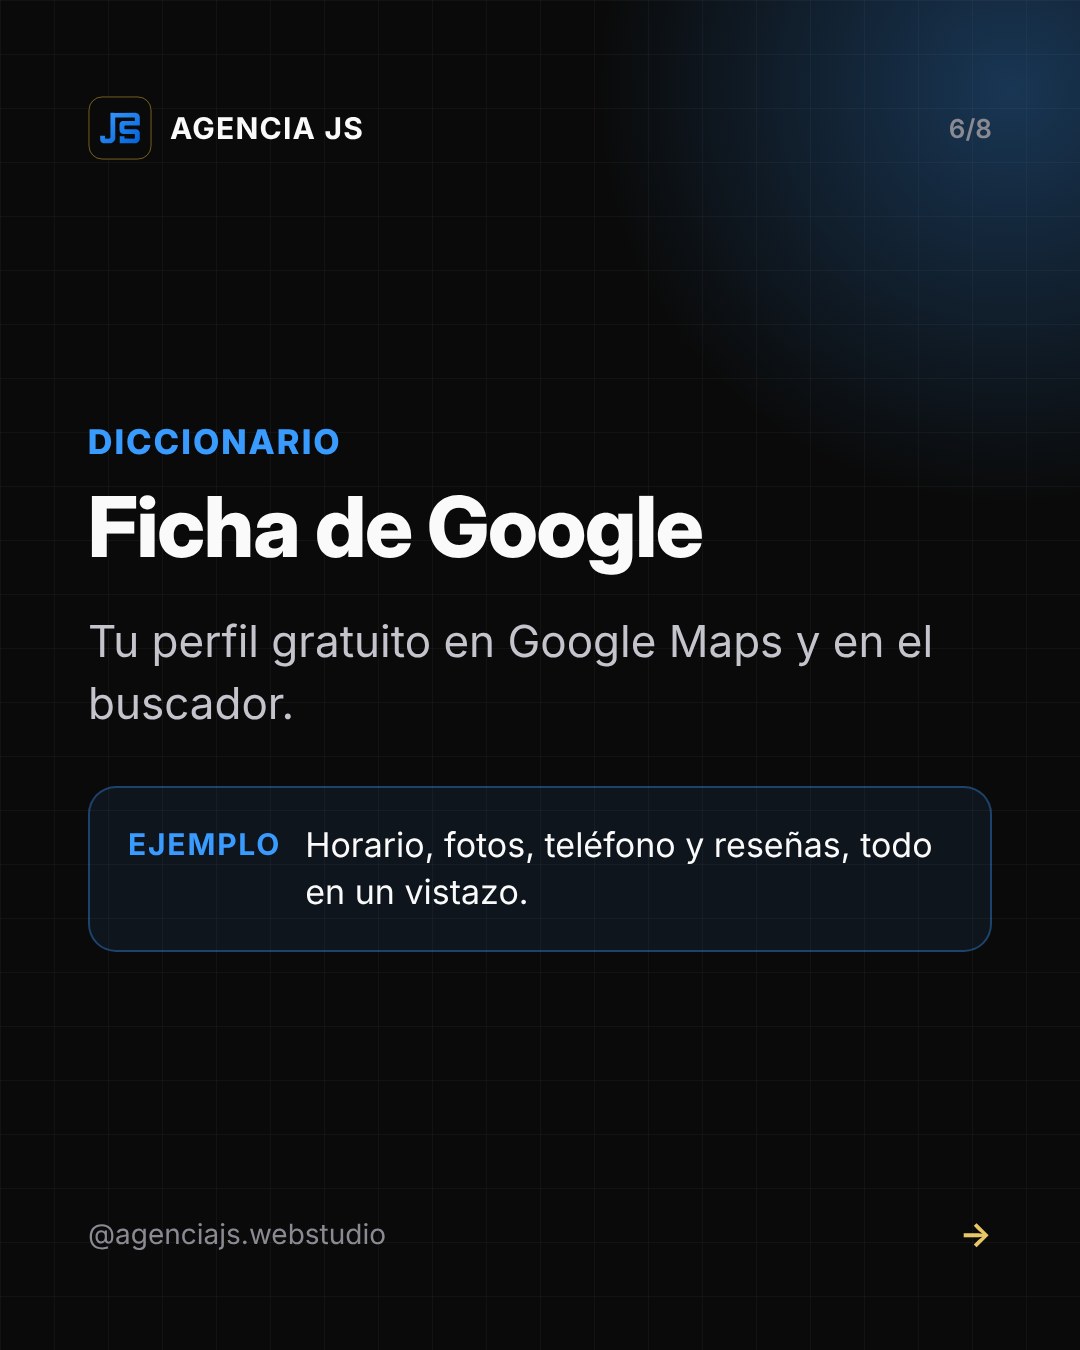 JS AGENCIA JS
6/8
DICCIONARIO
Ficha de Google
Tu perfil gratuito en Google Maps y en el
buscador.
EJEMPLO Horario, fotos, teléfono y reseñas, todo
en un vistazo.
@agenciajs.webstudio →